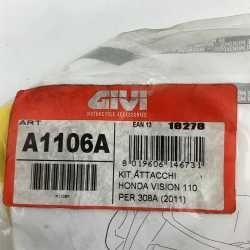 GIVI
MOTORCYCLE ACCESSORIES
ART.
EAN 13
18278
A1106A
8 019606 146731
KIT ATTACCHI
HONDA VISION 110
PER 308A (2011)